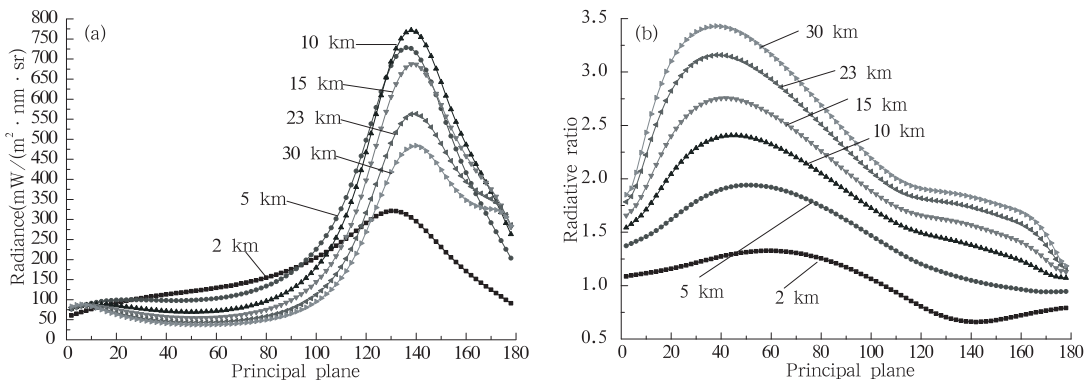 (a)
800
750
700
650
600
550
500
450
400
350
300
250
200
150
100
50
0
Radiance(mW/(m² · nm · sr)
10 km
15 km
23 km
30 km
5 km
2 km
0 20 40 60 80 100 120 140 160 180
Principal plane
(b)
3.5
3.0
2.5
2.0
1.5
1.0
0.5
Radiative ratio
30 km
23 km
15 km
10 km
5 km
2 km
0 20 40 60 80 100 120 140 160 180
Principal plane